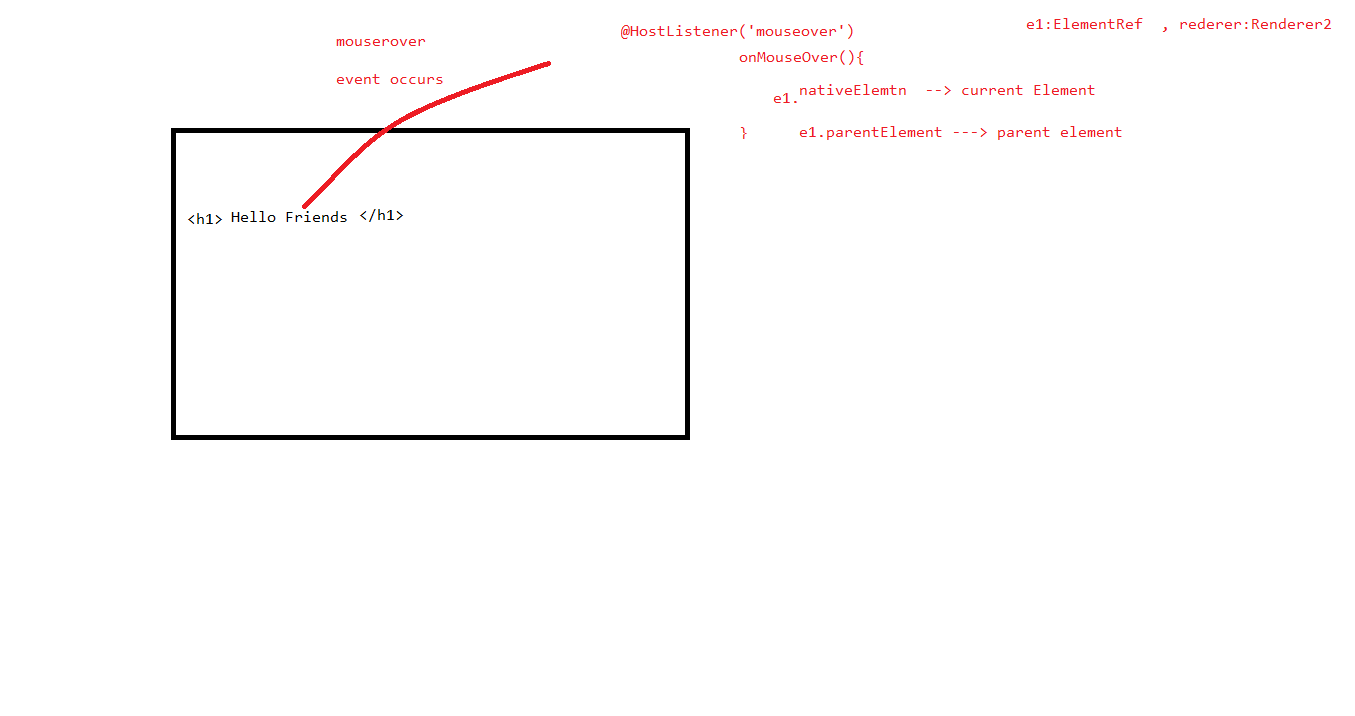 e1:ElementRef , rederer:Renderer2
@HostListener('mouseover')
mouserover
onMouseOver(){
event occurs
e1. nativeElemtn --> current Element
} e1.parentElement ---> parent element
<h1> Hello Friends </h1>